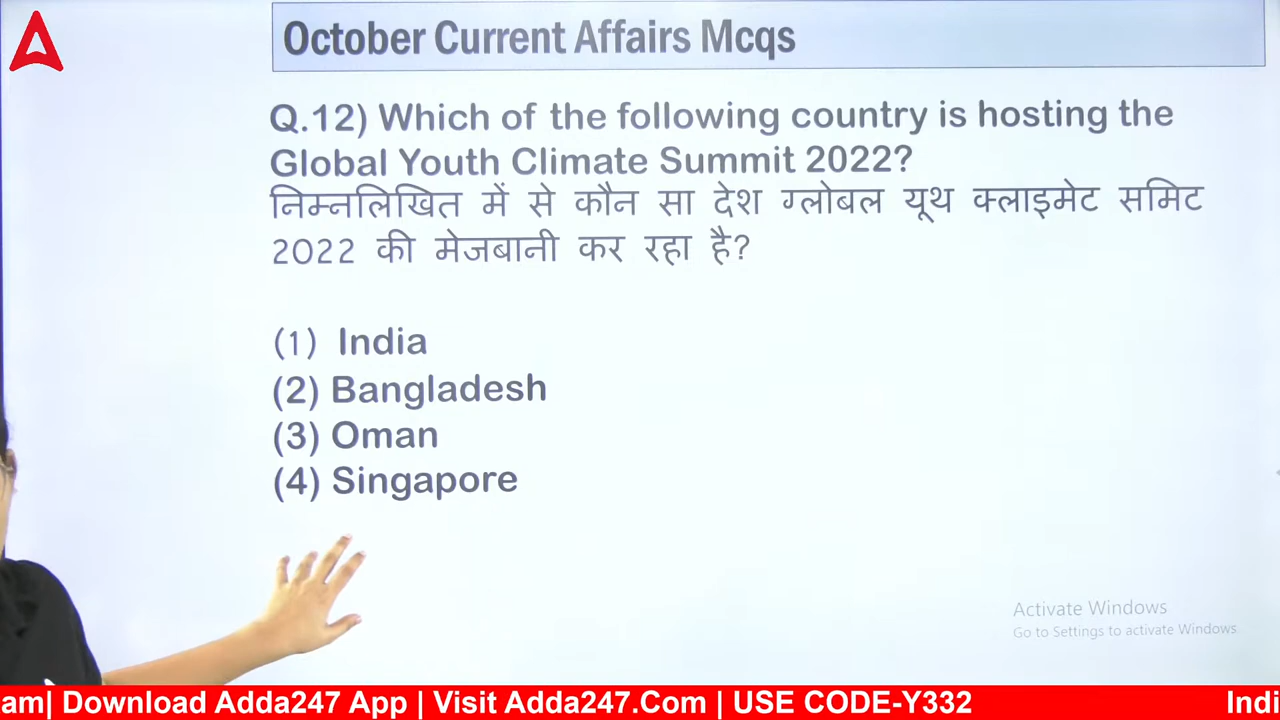 October Current Affairs Mcqs
Q.12) Which of the following country is hosting the
Global Youth Climate Summit 2022?
निम्नलिखित में से कौन सा देश ग्लोबल यूथ क्लाइमेट समिट
2022 की मेजबानी कर रहा है?
(1) India
(2) Bangladesh
(3) Oman
(4) Singapore
Activate Windows
Go to Settings to activate Windows
am| Download Adda247 App | Visit Adda247.Com | USE CODE-Y332 Indi